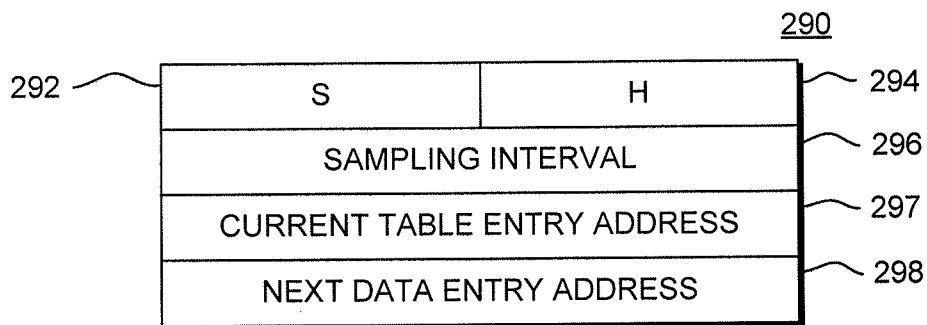 290
292 S H 294
SAMPLING INTERVAL 296
CURRENT TABLE ENTRY ADDRESS 297
NEXT DATA ENTRY ADDRESS 298